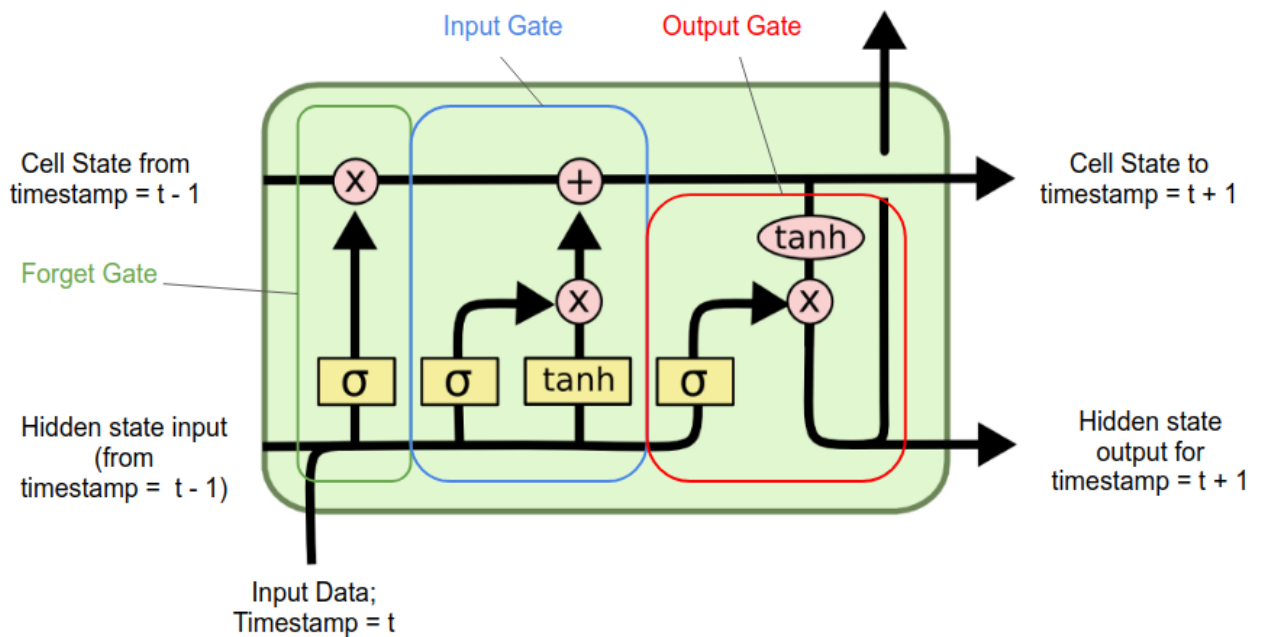 Input Gate
Output Gate
Cell State from
timestamp = t - 1
x
+
Cell State to
timestamp = t + 1
tanh
Forget Gate
x
x
σ
σ
tanh
σ
Hidden state input
(from
timestamp =  t - 1)
Hidden state
output for
timestamp = t + 1
Input Data;
Timestamp = t